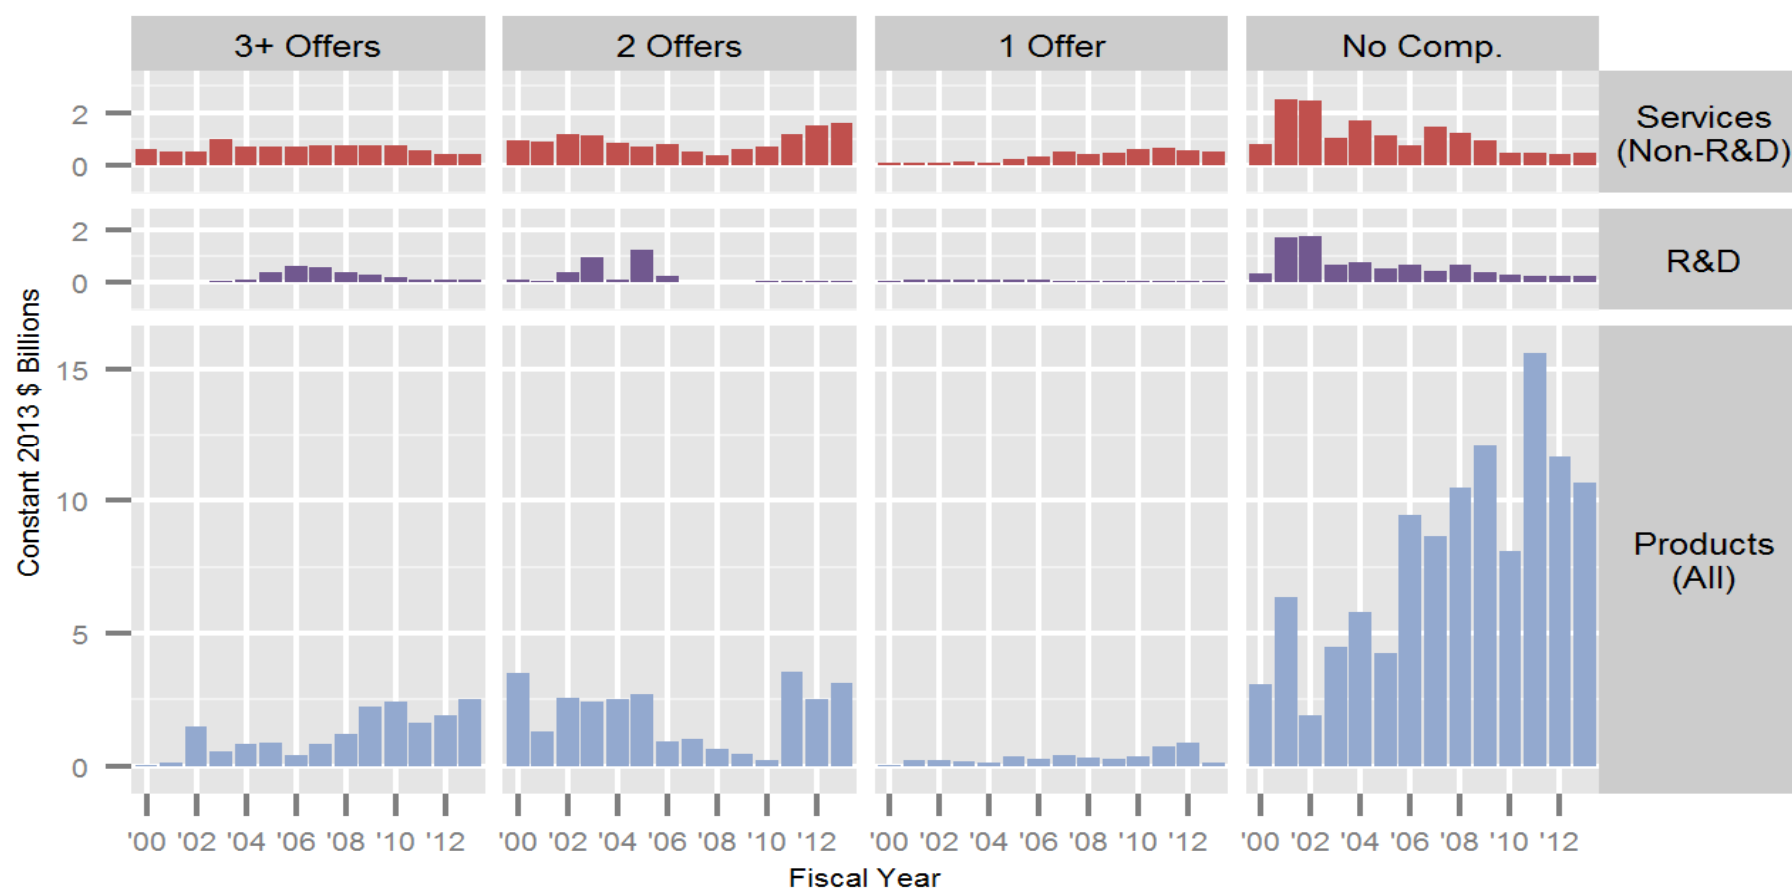 3+ Offers
2 Offers
1 Offer
No Comp.
2
0
Services
(Non-R&D)
2
0
R&D
15
10
5
0
Products
(All)
Constant 2013 $ Billions
'00 '02 '04 '06 '08 '10 '12
'00 '02 '04 '06 '08 '10 '12
'00 '02 '04 '06 '08 '10 '12
'00 '02 '04 '06 '08 '10 '12
Fiscal Year